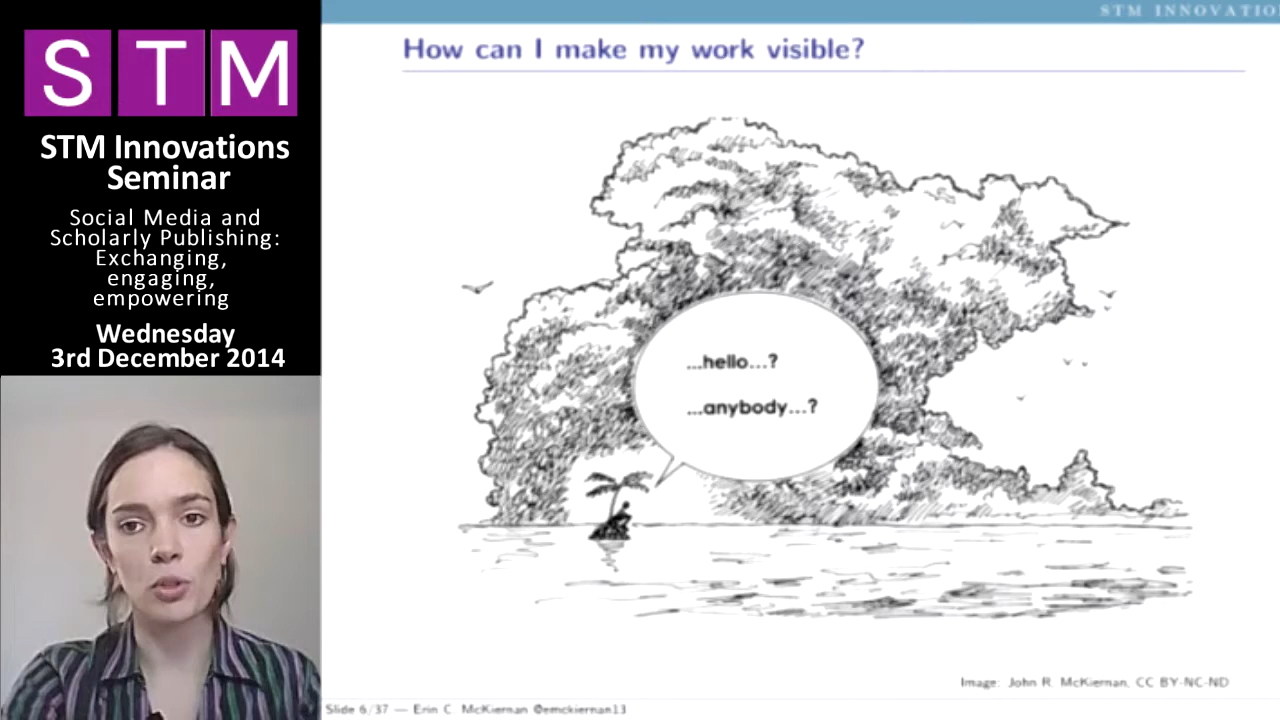 STM
STM Innovations
Seminar
Social Media and
Scholarly Publishing:
Exchanging,
engaging,
empowering
Wednesday
3rd December 2014
STM INNOVATIO
How can I make my work visible?
...hello...?
...anybody...?
Image: John R. McKiernan, CC BY-NC-ND
Slide 6/37 — Erin C. McKiernan @emckiernan13